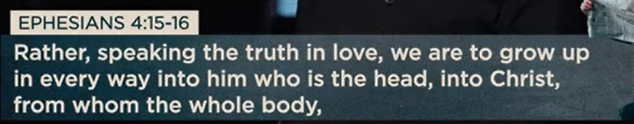 EPHESIANS 4:15-16
Rather, speaking the truth in love, we are to grow up
in every way into him who is the head, into Christ,
from whom the whole body,